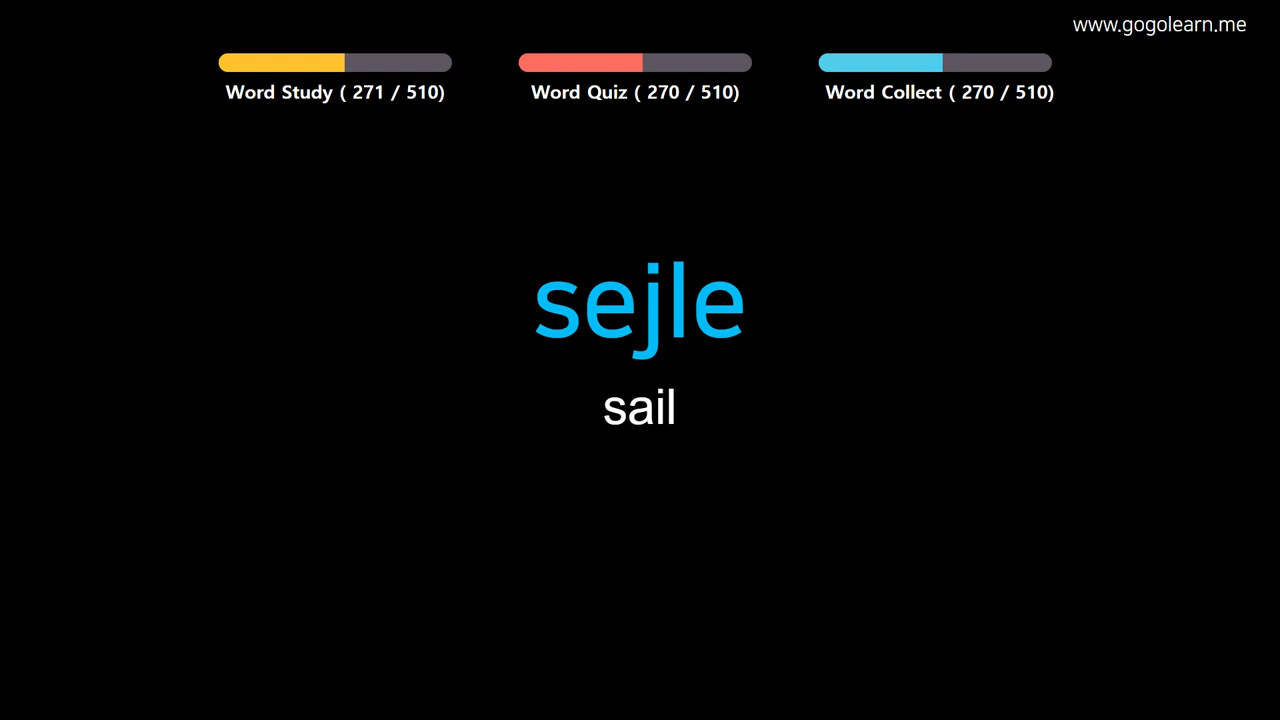 www.gogolearn.me
Word Study ( 271 / 510)
Word Quiz ( 270 / 510)
Word Collect ( 270 / 510)
sejle
sail